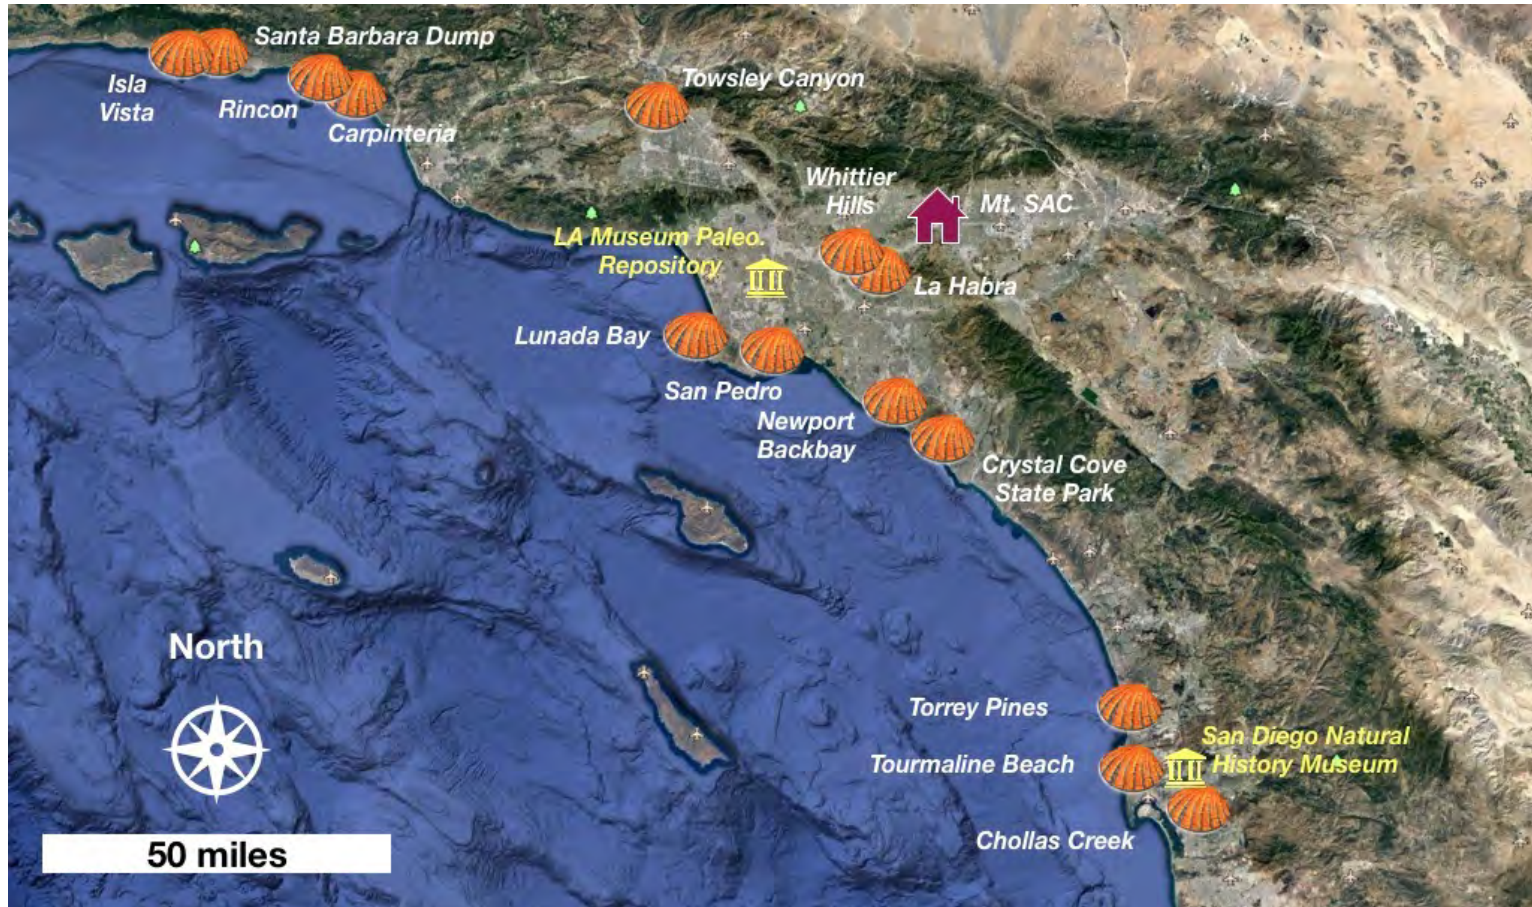 Santa Barbara Dump
Isla
Vista
Rincon
Carpinteria
Towsley Canyon
Whittier
Hills
Mt. SAC
LA Museum Paleo.
Repository
La Habra
Lunada Bay
San Pedro
Newport
Backbay
Crystal Cove
State Park
North
Torrey Pines
San Diego Natural
History Museum
Tourmaline Beach
Chollas Creek
50 miles